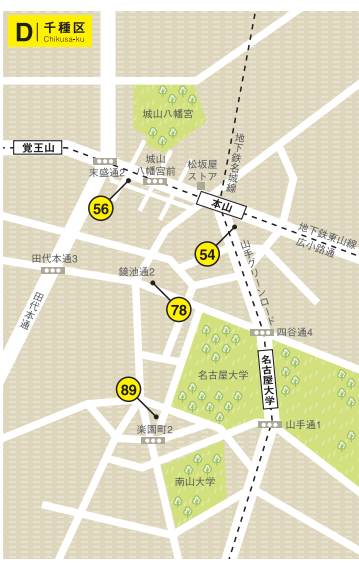 D 千種区
Chikusa-ku
城山八幡宮
地下鉄名城線
覚王山
末盛通2
城山
八幡宮前
松坂屋
ストア
56
本山
54
地下鉄東山線
広小路通
山手グリーンロード
田代本通3
鏡池通2
田代本通
78
四谷通4
名古屋大学
名古屋大学
89
山手通1
楽園町2
南山大学